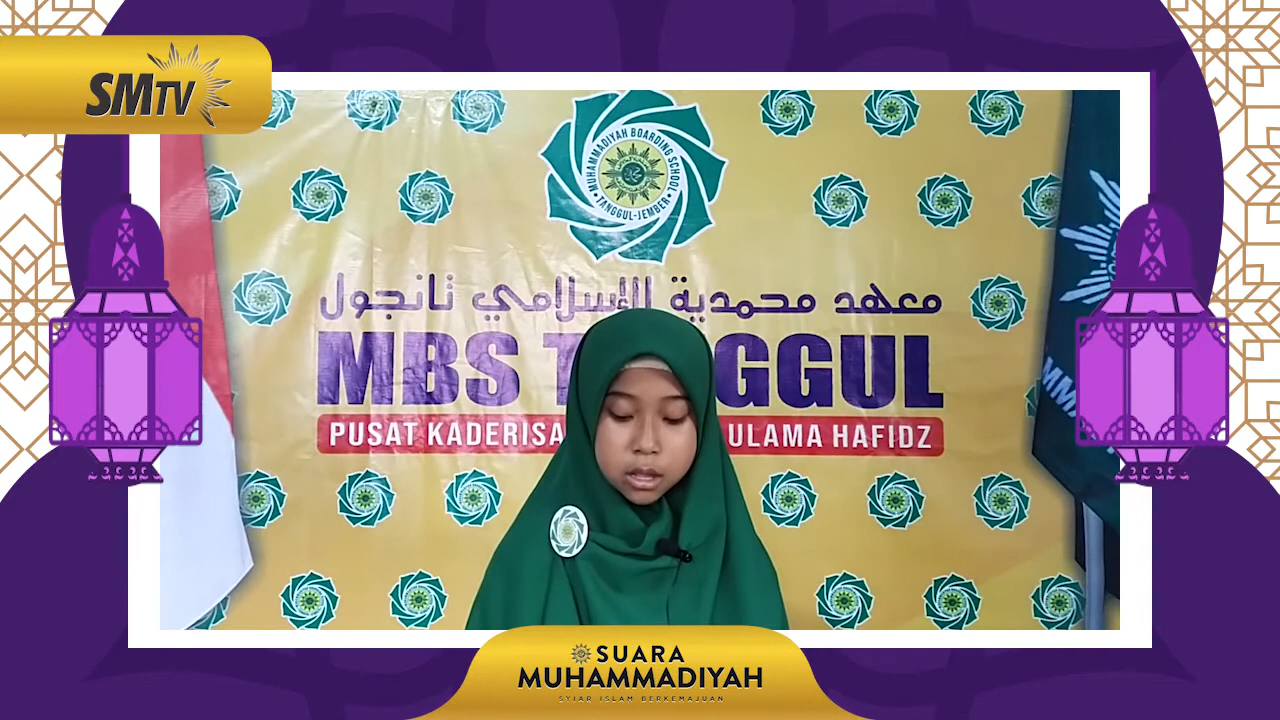 SMTV
MUHAMMADIYAH BOARDING SCHOOL
TANGGUL-JEMBER
معهد محمدية الإسلامي تانجول
MBS T GGUL
PUSAT KADERISA ULAMA HAFIDZ
SUARA
MUHAMMADIYAH
SYIAR ISLAM BERKEMAJUAN